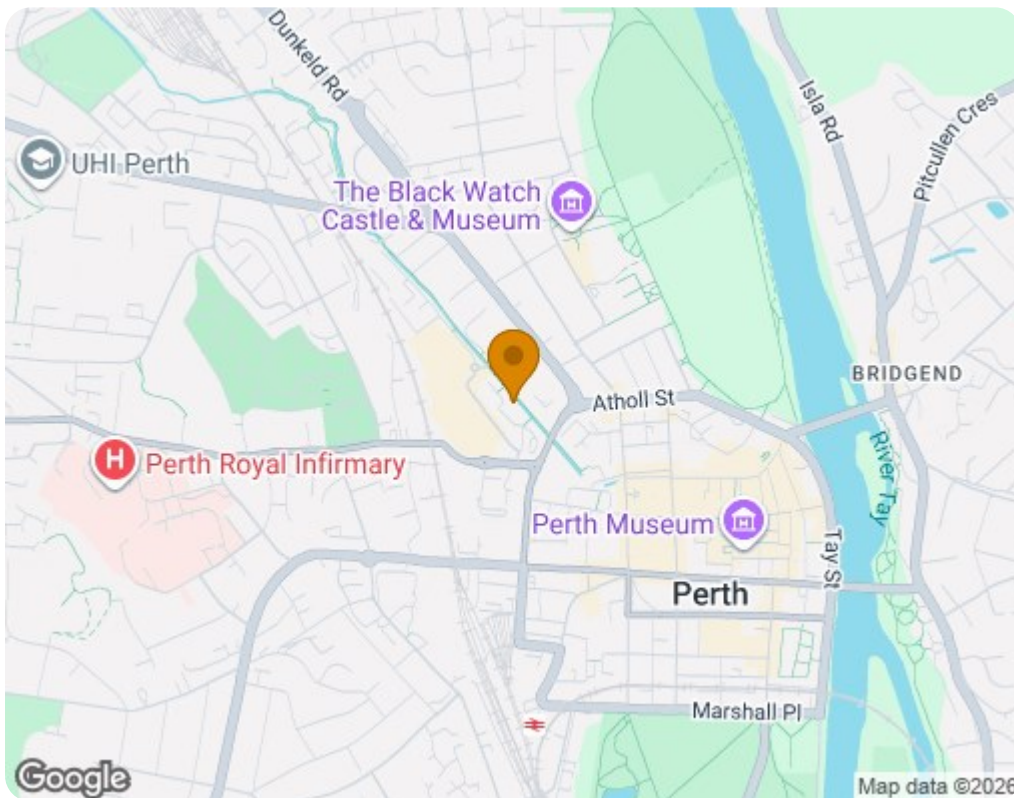 Dunkeld Rd
Isla Rd
Pitcullen Cres
UHI Perth
The Black Watch
Castle & Museum
BRIDGEND
Atholl St
H
Perth Royal Infirmary
River Tay
Perth Museum
Tay St
Perth
Marshall Pl
Google
Map data ©2026